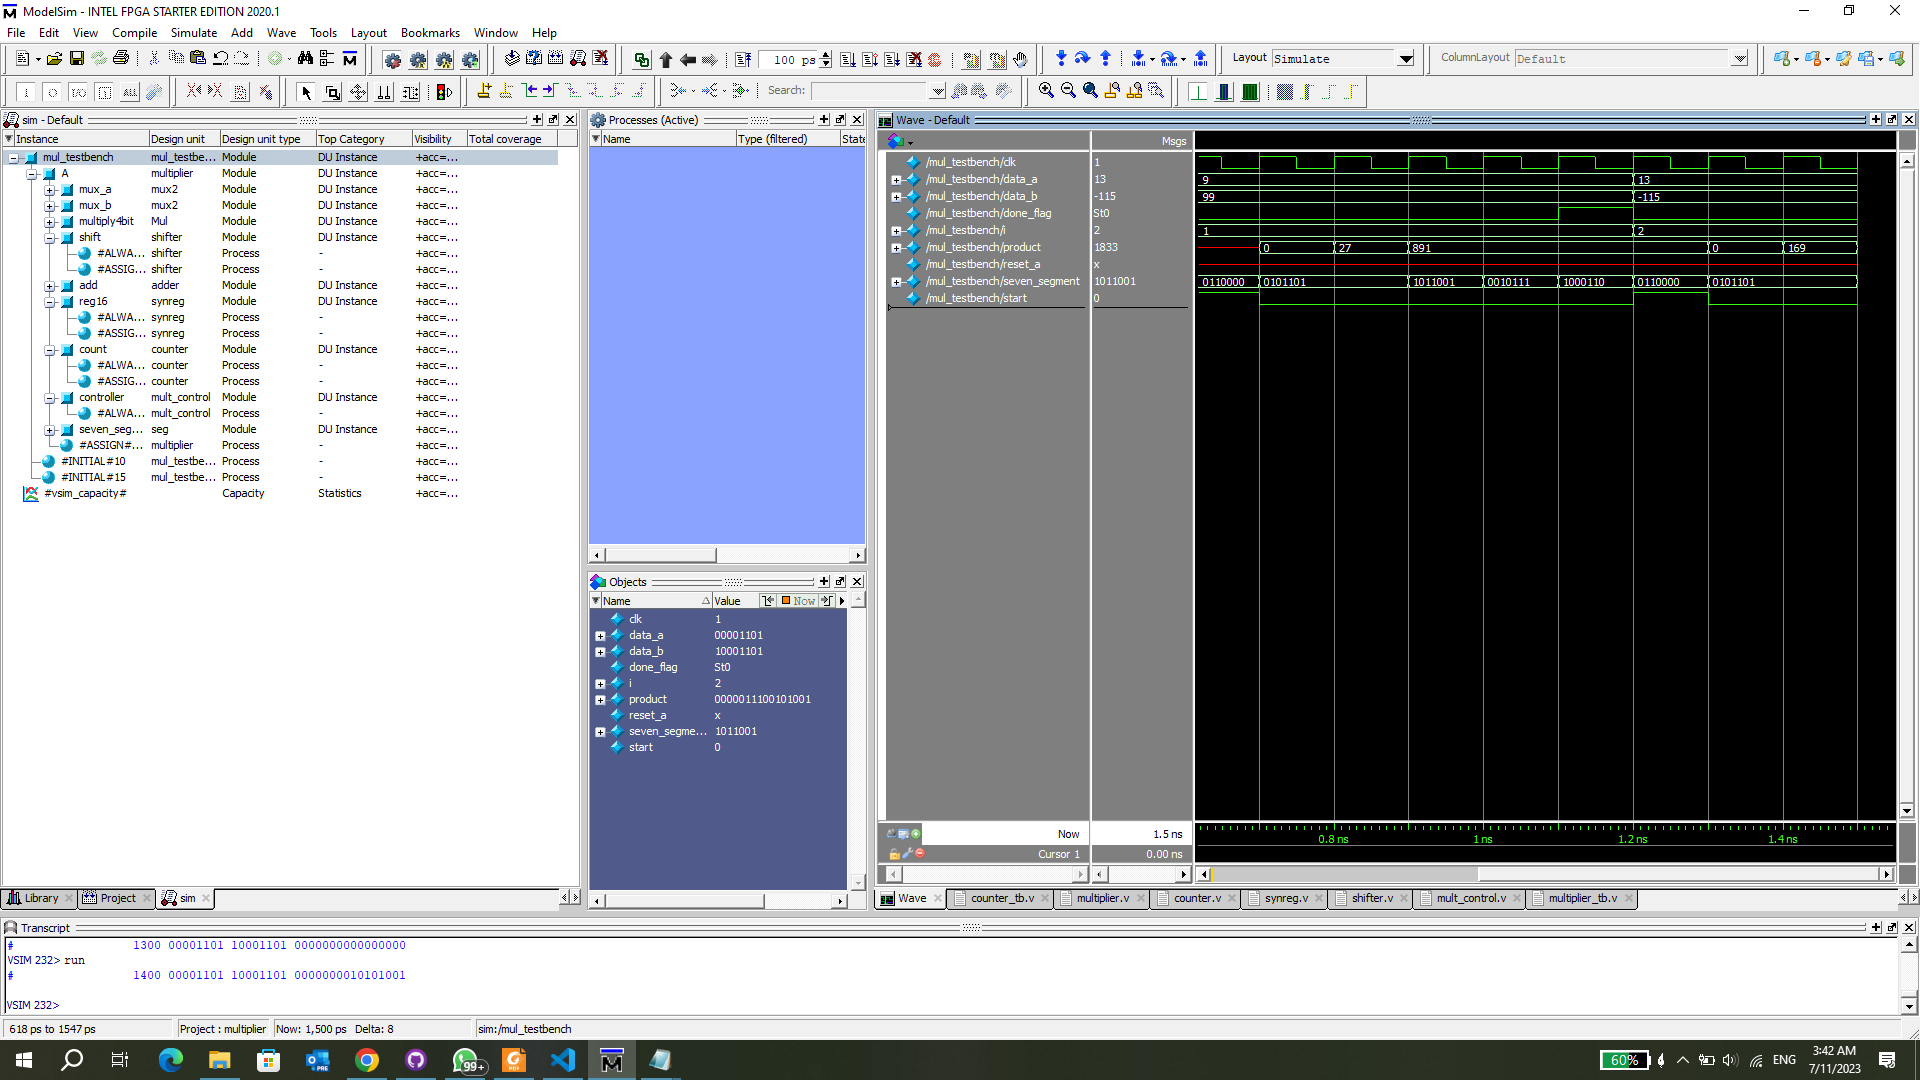 ModelSim - INTEL FPGA STARTER EDITION 2020.1
File Edit View Compile Simulate Add Wave Tools Layout Bookmarks Window Help
100 ps
Layout Simulate
ColumnLayout Default
Search:
sim - Default
Instance Design unit Design unit type Top Category Visibility Total coverage
mul_testbench mul_testbe... Module DU Instance +acc=...
A multiplier Module DU Instance +acc=...
mux_a mux2 Module DU Instance +acc=...
mux_b mux2 Module DU Instance +acc=...
multiply4bit Mul Module DU Instance +acc=...
shift shifter Module DU Instance +acc=...
#ALWA... shifter Process - +acc=...
#ASSIG... shifter Process - +acc=...
add adder Module DU Instance +acc=...
reg16 synreg Module DU Instance +acc=...
#ALWA... synreg Process - +acc=...
#ASSIG... synreg Process - +acc=...
count counter Module DU Instance +acc=...
#ALWA... counter Process - +acc=...
#ASSIG... counter Process - +acc=...
controller mult_control Module DU Instance +acc=...
#ALWA... mult_control Process - +acc=...
seven_seg... seg Module DU Instance +acc=...
#ASSIGN#... multiplier Process - +acc=...
#INITIAL#10 mul_testbe... Process - +acc=...
#INITIAL#15 mul_testbe... Process - +acc=...
#vsim_capacity# Capacity Statistics +acc=...
Library Project sim
Processes (Active)
Name Type (filtered) State
Objects
Name Value Now
clk 1
data_a 00001101
data_b 10001101
done_flag St0
i 2
product 0000011100101001
reset_a x
seven_segme... 1011001
start 0
Wave - Default
Msgs
/mul_testbench/clk 1
/mul_testbench/data_a 13 9 13
/mul_testbench/data_b -115 99 -115
/mul_testbench/done_flag St0
/mul_testbench/i 2 1 2
/mul_testbench/product 1833 0 27 891 0 169
/mul_testbench/reset_a x
/mul_testbench/seven_segment 1011001 0110000 0101101 1011001 0010111 1000110 0110000 0101101
/mul_testbench/start 0
Now 1.5 ns 0.8 ns 1 ns 1.2 ns 1.4 ns
Cursor 1 0.00 ns
Wave counter_tb.v multiplier.v counter.v synreg.v shifter.v mult_control.v multiplier_tb.v
Transcript
# 1300 00001101 10001101 0000000000000000
VSIM 232> run
# 1400 00001101 10001101 0000000010101001
VSIM 232>
618 ps to 1547 ps Project : multiplier Now: 1,500 ps Delta: 8 sim:/mul_testbench
99+
60% ENG 3:42 AM
7/11/2023